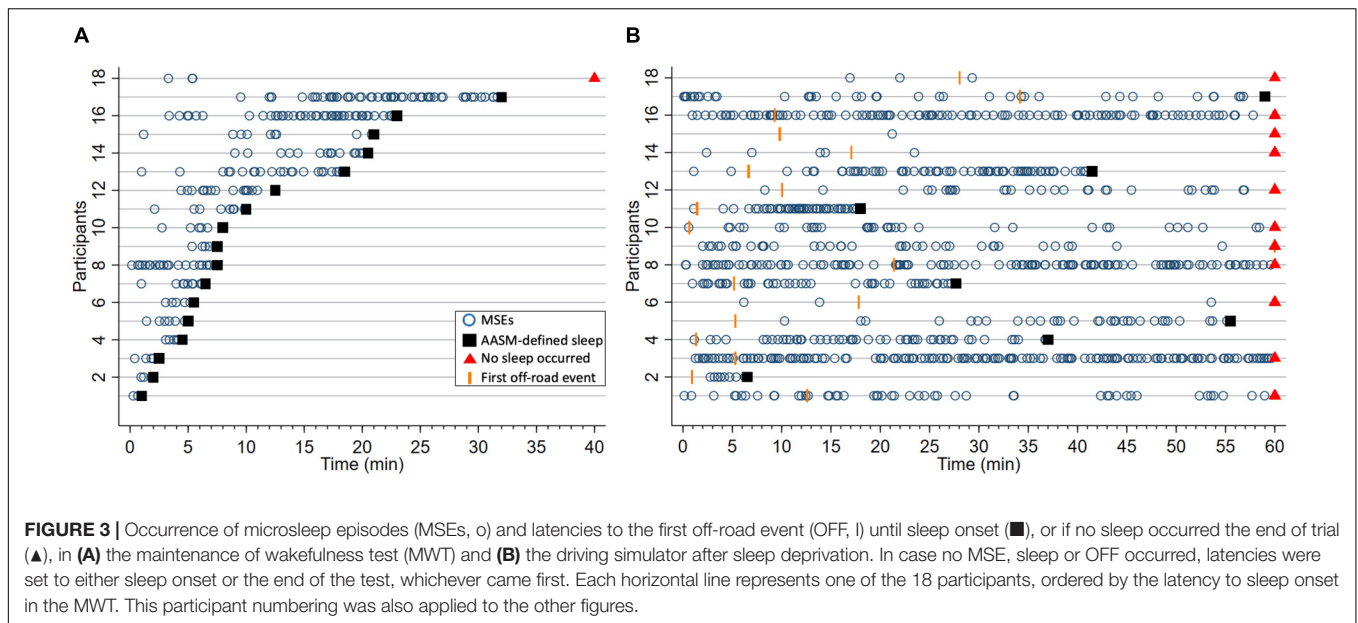 A
B
18
16
14
12
10
8
6
4
2
Participants
0 5 10 15 20 25 30 35 40
Time (min)
MSEs
AASM-defined sleep
No sleep occurred
First off-road event
18
16
14
12
10
8
6
4
2
Participants
0 5 10 15 20 25 30 35 40 45 50 55 60
Time (min)
FIGURE 3 | Occurrence of microsleep episodes (MSEs, o) and latencies to the first off-road event (OFF, I) until sleep onset (■), or if no sleep occurred the end of trial
(▲), in (A) the maintenance of wakefulness test (MWT) and (B) the driving simulator after sleep deprivation. In case no MSE, sleep or OFF occurred, latencies were
set to either sleep onset or the end of the test, whichever came first. Each horizontal line represents one of the 18 participants, ordered by the latency to sleep onset
in the MWT. This participant numbering was also applied to the other figures.